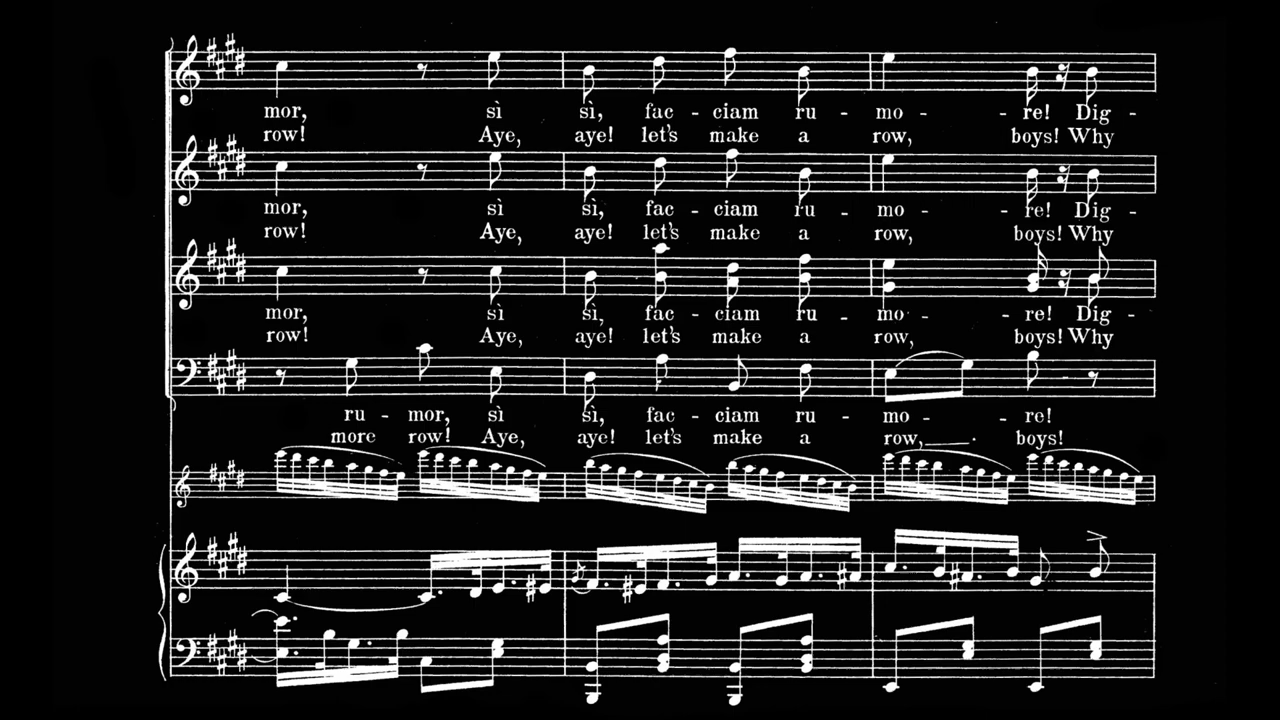 mor, sì sì, fac - ciam ru - mo - - re! Dig -
row! Aye, aye! let's make a row, boys! Why
mor, sì sì, fac - ciam ru - mo - - re! Dig -
row! Aye, aye! let's make a row, boys! Why
mor, sì sì, fac - ciam ru - mo - - re! Dig -
row! Aye, aye! let's make a row, boys! Why
ru - mor, sì sì, fac - ciam ru - mo - - re!
more row! Aye, aye! let's make a row, boys!